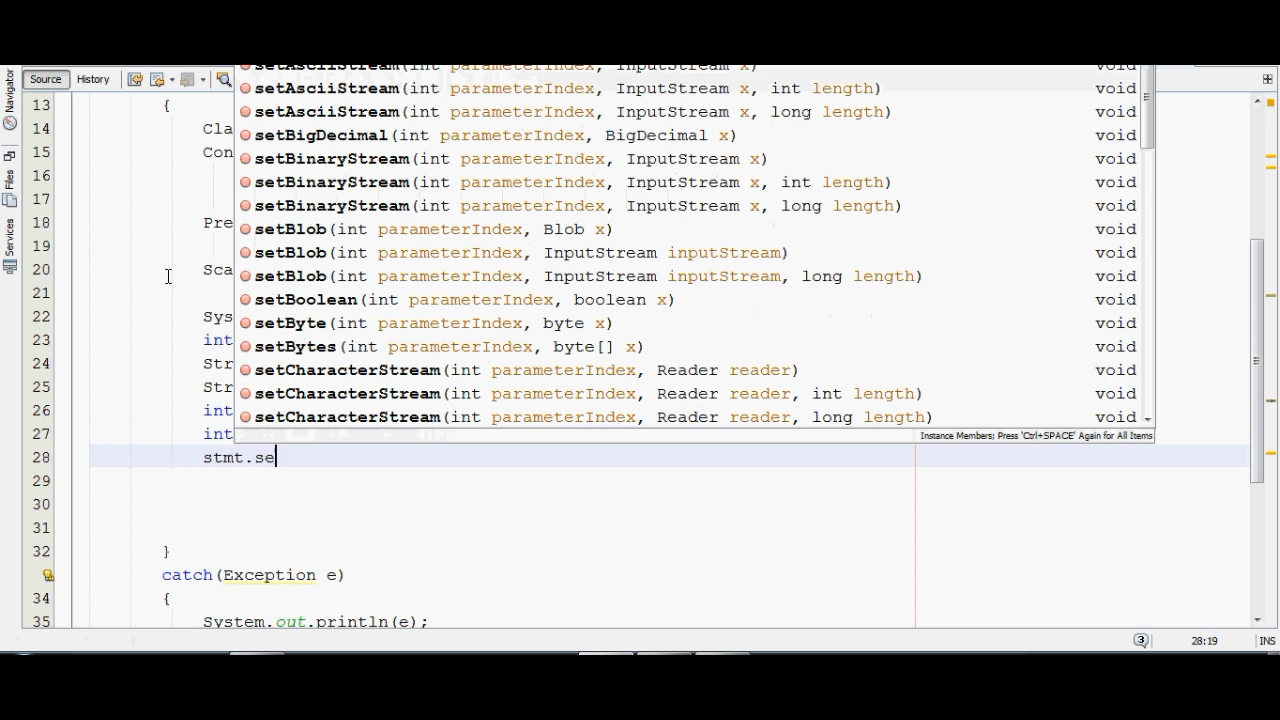 Source History
setAsciiStream(int parameterIndex, InputStream x) void
setAsciiStream(int parameterIndex, InputStream x, int length) void
setAsciiStream(int parameterIndex, InputStream x, long length) void
setBigDecimal(int parameterIndex, BigDecimal x) void
setBinaryStream(int parameterIndex, InputStream x) void
setBinaryStream(int parameterIndex, InputStream x, int length) void
setBinaryStream(int parameterIndex, InputStream x, long length) void
setBlob(int parameterIndex, Blob x) void
setBlob(int parameterIndex, InputStream inputStream) void
setBlob(int parameterIndex, InputStream inputStream, long length) void
setBoolean(int parameterIndex, boolean x) void
setByte(int parameterIndex, byte x) void
setBytes(int parameterIndex, byte[] x) void
setCharacterStream(int parameterIndex, Reader reader) void
setCharacterStream(int parameterIndex, Reader reader, int length) void
setCharacterStream(int parameterIndex, Reader reader, long length) void
Instance Members; Press 'Ctrl+SPACE' Again for All Items
Navigator
Files
Services
13 {
14 Cla
15 Con
16
17
18 Pre
19
20 Sca
21
22 Sys
23 int
24 Str
25 Str
26 int
27 int
28 stmt.se
29
30
31
32 }
catch(Exception e)
34 {
35 System.out.println(e);
3 28:19 INS